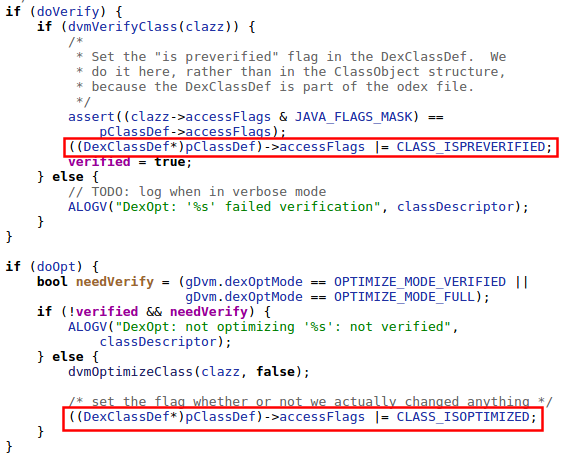 if (doVerify) {
    if (dvmVerifyClass(clazz)) {
        /*
         * Set the "is preverified" flag in the DexClassDef.  We
         * do it here, rather than in the ClassObject structure,
         * because the DexClassDef is part of the odex file.
         */
        assert((clazz->accessFlags & JAVA_FLAGS_MASK) ==
            pClassDef->accessFlags);
        ((DexClassDef*)pClassDef)->accessFlags |= CLASS_ISPREVERIFIED;
        verified = true;
    } else {
        // TODO: log when in verbose mode
        ALOGV("DexOpt: '%s' failed verification", classDescriptor);
    }
}

if (doOpt) {
    bool needVerify = (gDvm.dexOptMode == OPTIMIZE_MODE_VERIFIED ||
                       gDvm.dexOptMode == OPTIMIZE_MODE_FULL);
    if (!verified && needVerify) {
        ALOGV("DexOpt: not optimizing '%s': not verified",
            classDescriptor);
    } else {
        dvmOptimizeClass(clazz, false);

        /* set the flag whether or not we actually changed anything */
        ((DexClassDef*)pClassDef)->accessFlags |= CLASS_ISOPTIMIZED;
    }
}